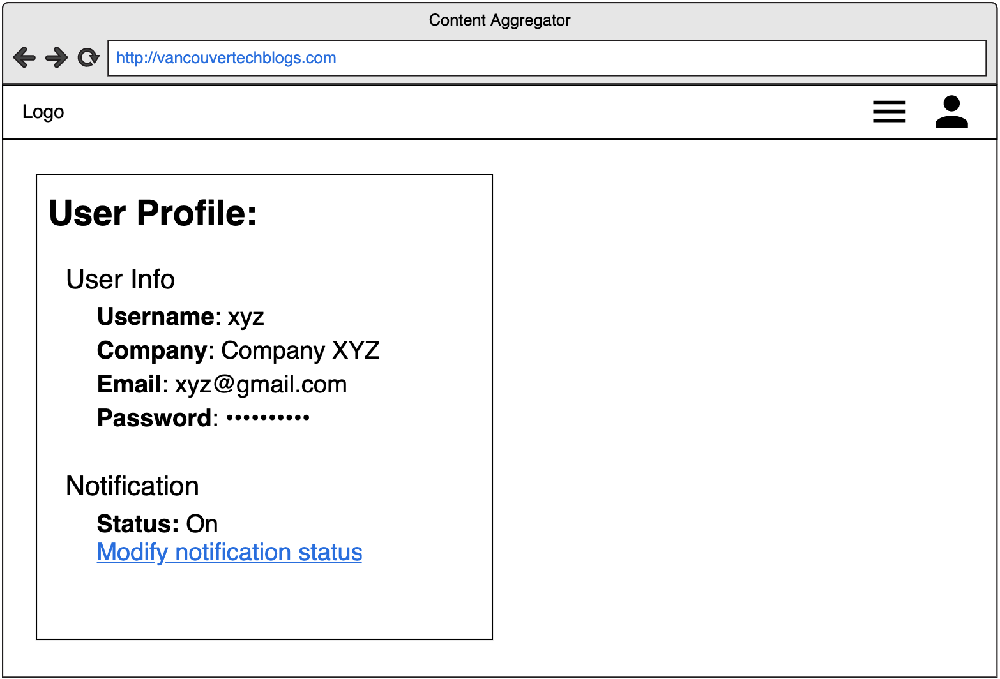 Content Aggregator
http://vancouvertechblogs.com
Logo
User Profile:
User Info
Username: xyz
Company: Company XYZ
Email: xyz@gmail.com
Password: ••••••••••
Notification
Status: On
Modify notification status